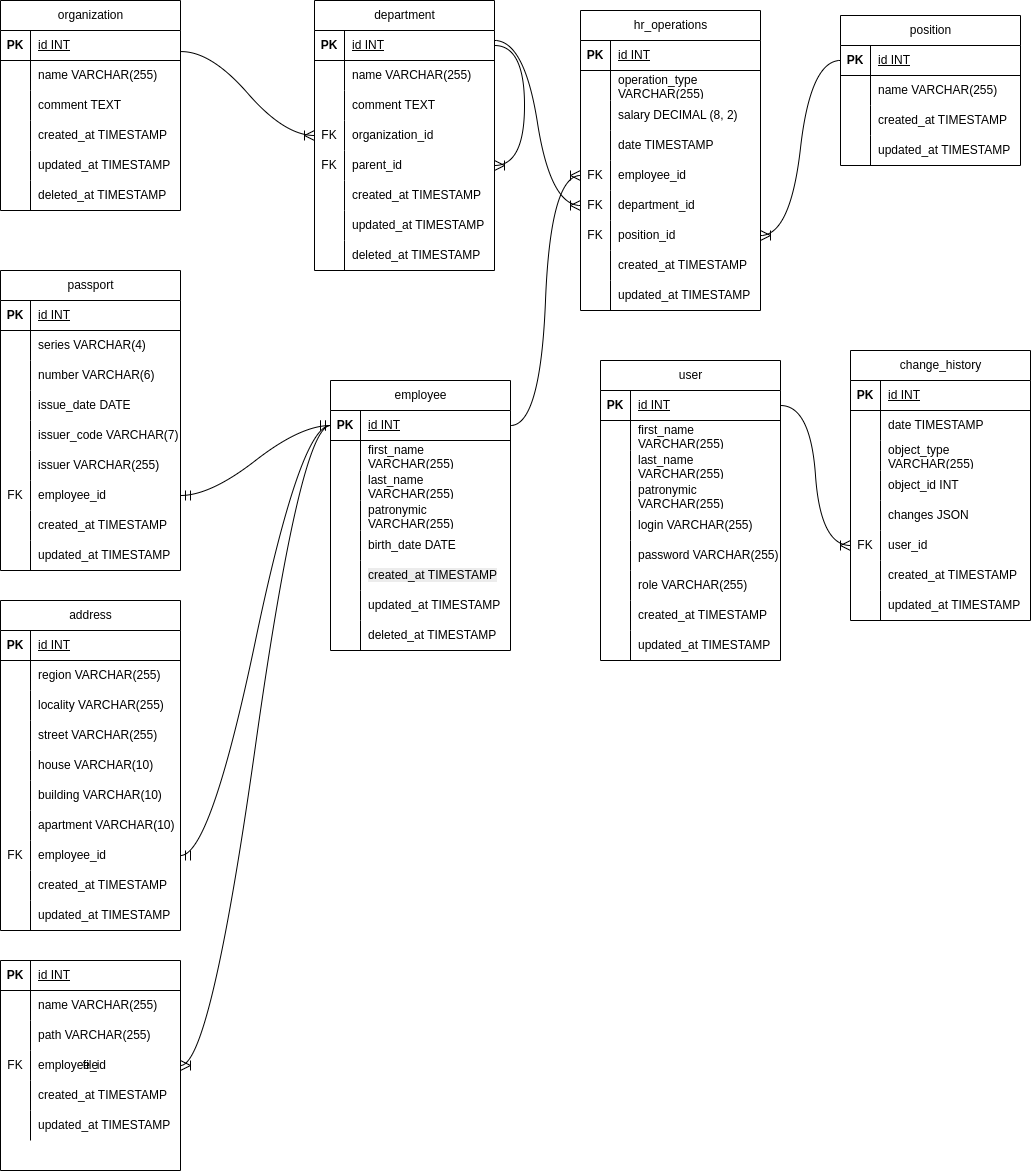 organization
PK id INT
name VARCHAR(255)
comment TEXT
created_at TIMESTAMP
updated_at TIMESTAMP
deleted_at TIMESTAMP
department
PK id INT
name VARCHAR(255)
comment TEXT
FK organization_id
FK parent_id
created_at TIMESTAMP
updated_at TIMESTAMP
deleted_at TIMESTAMP
hr_operations
PK id INT
operation_type
VARCHAR(255)
salary DECIMAL (8, 2)
date TIMESTAMP
FK employee_id
FK department_id
FK position_id
created_at TIMESTAMP
updated_at TIMESTAMP
position
PK id INT
name VARCHAR(255)
created_at TIMESTAMP
updated_at TIMESTAMP
passport
PK id INT
series VARCHAR(4)
number VARCHAR(6)
issue_date DATE
issuer_code VARCHAR(7)
issuer VARCHAR(255)
FK employee_id
created_at TIMESTAMP
updated_at TIMESTAMP
employee
PK id INT
first_name
VARCHAR(255)
last_name
VARCHAR(255)
patronymic
VARCHAR(255)
birth_date DATE
created_at TIMESTAMP
updated_at TIMESTAMP
deleted_at TIMESTAMP
user
PK id INT
first_name
VARCHAR(255)
last_name
VARCHAR(255)
patronymic
VARCHAR(255)
login VARCHAR(255)
password VARCHAR(255)
role VARCHAR(255)
created_at TIMESTAMP
updated_at TIMESTAMP
change_history
PK id INT
date TIMESTAMP
object_type
VARCHAR(255)
object_id INT
changes JSON
FK user_id
created_at TIMESTAMP
updated_at TIMESTAMP
address
PK id INT
region VARCHAR(255)
locality VARCHAR(255)
street VARCHAR(255)
house VARCHAR(10)
building VARCHAR(10)
apartment VARCHAR(10)
FK employee_id
created_at TIMESTAMP
updated_at TIMESTAMP
PK id INT
name VARCHAR(255)
path VARCHAR(255)
FK employee_id
file
created_at TIMESTAMP
updated_at TIMESTAMP